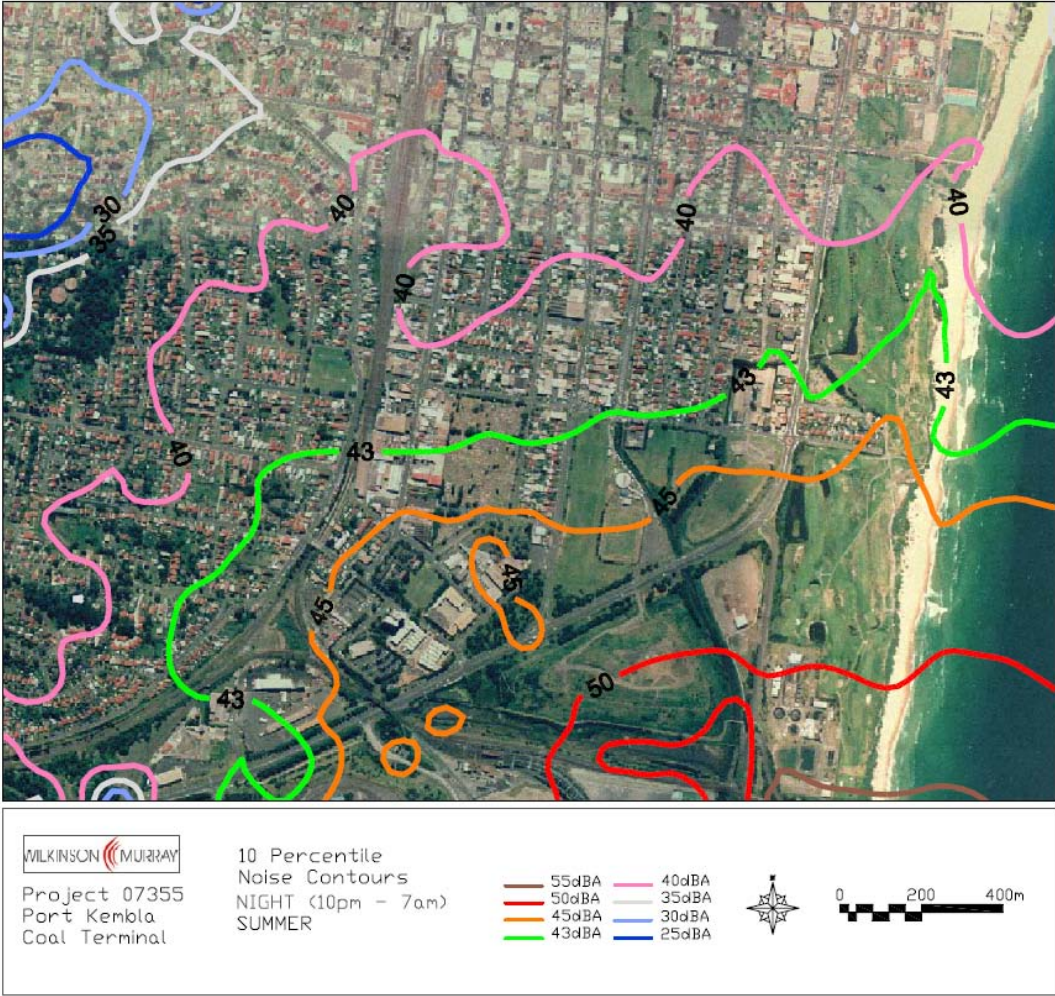 40
40
40
40
30
35
43
43
40
43
45
45
45
50
43
WILKINSON MURRAY
Project 07355
Port Kembla
Coal Terminal
10 Percentile
Noise Contours
NIGHT (10pm - 7am)
SUMMER
55dBA
50dBA
45dBA
43dBA
40dBA
35dBA
30dBA
25dBA
0 200 400m